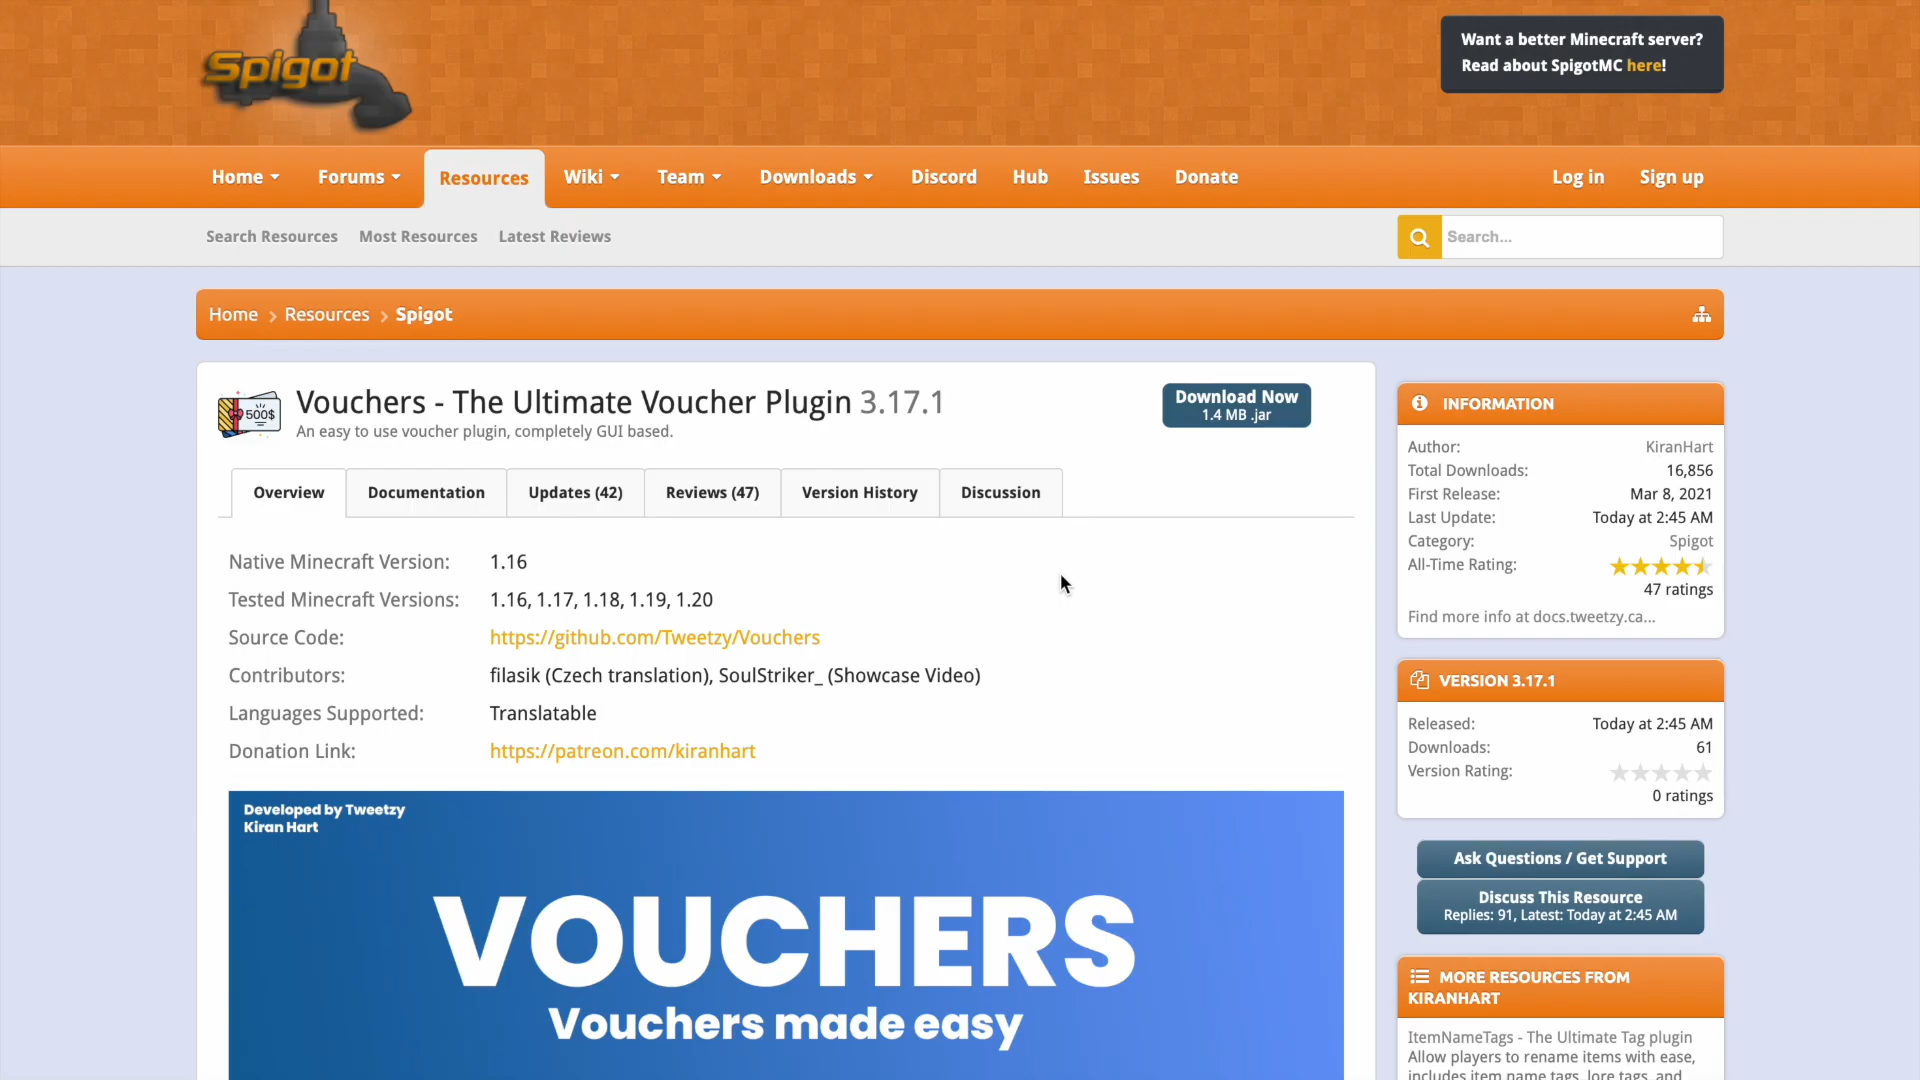 Spigot
Want a better Minecraft server?
Read about SpigotMC here!
Home
Forums
Resources
Wiki
Team
Downloads
Discord
Hub
Issues
Donate
Log in
Sign up
Search Resources
Most Resources
Latest Reviews
Search...
Home
Resources
Spigot
500$
Vouchers - The Ultimate Voucher Plugin 3.17.1
An easy to use voucher plugin, completely GUI based.
Download Now
1.4 MB .jar
Overview
Documentation
Updates (42)
Reviews (47)
Version History
Discussion
Native Minecraft Version: 1.16
Tested Minecraft Versions: 1.16, 1.17, 1.18, 1.19, 1.20
Source Code: https://github.com/Tweetzy/Vouchers
Contributors: filasik (Czech translation), SoulStriker_ (Showcase Video)
Languages Supported: Translatable
Donation Link: https://patreon.com/kiranhart
Developed by Tweetzy
Kiran Hart
VOUCHERS
Vouchers made easy
INFORMATION
Author: KiranHart
Total Downloads: 16,856
First Release: Mar 8, 2021
Last Update: Today at 2:45 AM
Category: Spigot
All-Time Rating:
47 ratings
Find more info at docs.tweetzy.ca...
VERSION 3.17.1
Released: Today at 2:45 AM
Downloads: 61
Version Rating:
0 ratings
Ask Questions / Get Support
Discuss This Resource
Replies: 91, Latest: Today at 2:45 AM
MORE RESOURCES FROM
KIRANHART
ItemNameTags - The Ultimate Tag plugin
Allow players to rename items with ease,
includes item name tags, lore tags, and